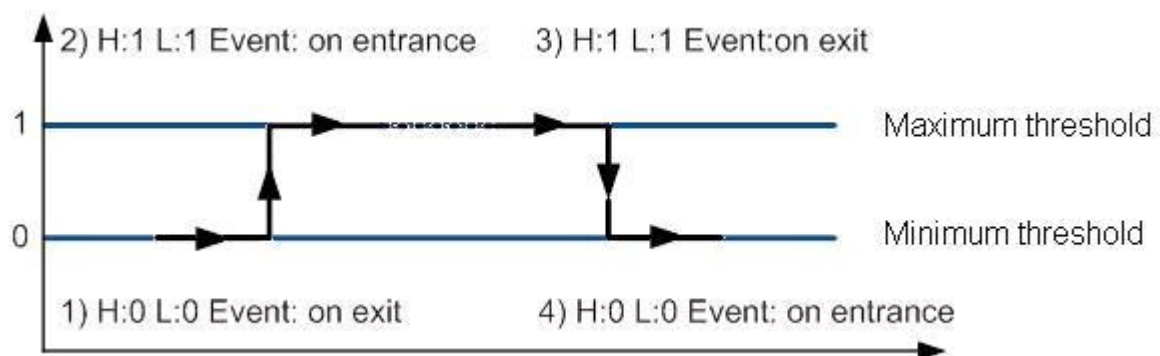 2) H:1 L:1 Event: on entrance
3) H:1 L:1 Event:on exit
1
Maximum threshold
0
Minimum threshold
1) H:0 L:0 Event: on exit
4) H:0 L:0 Event: on entrance